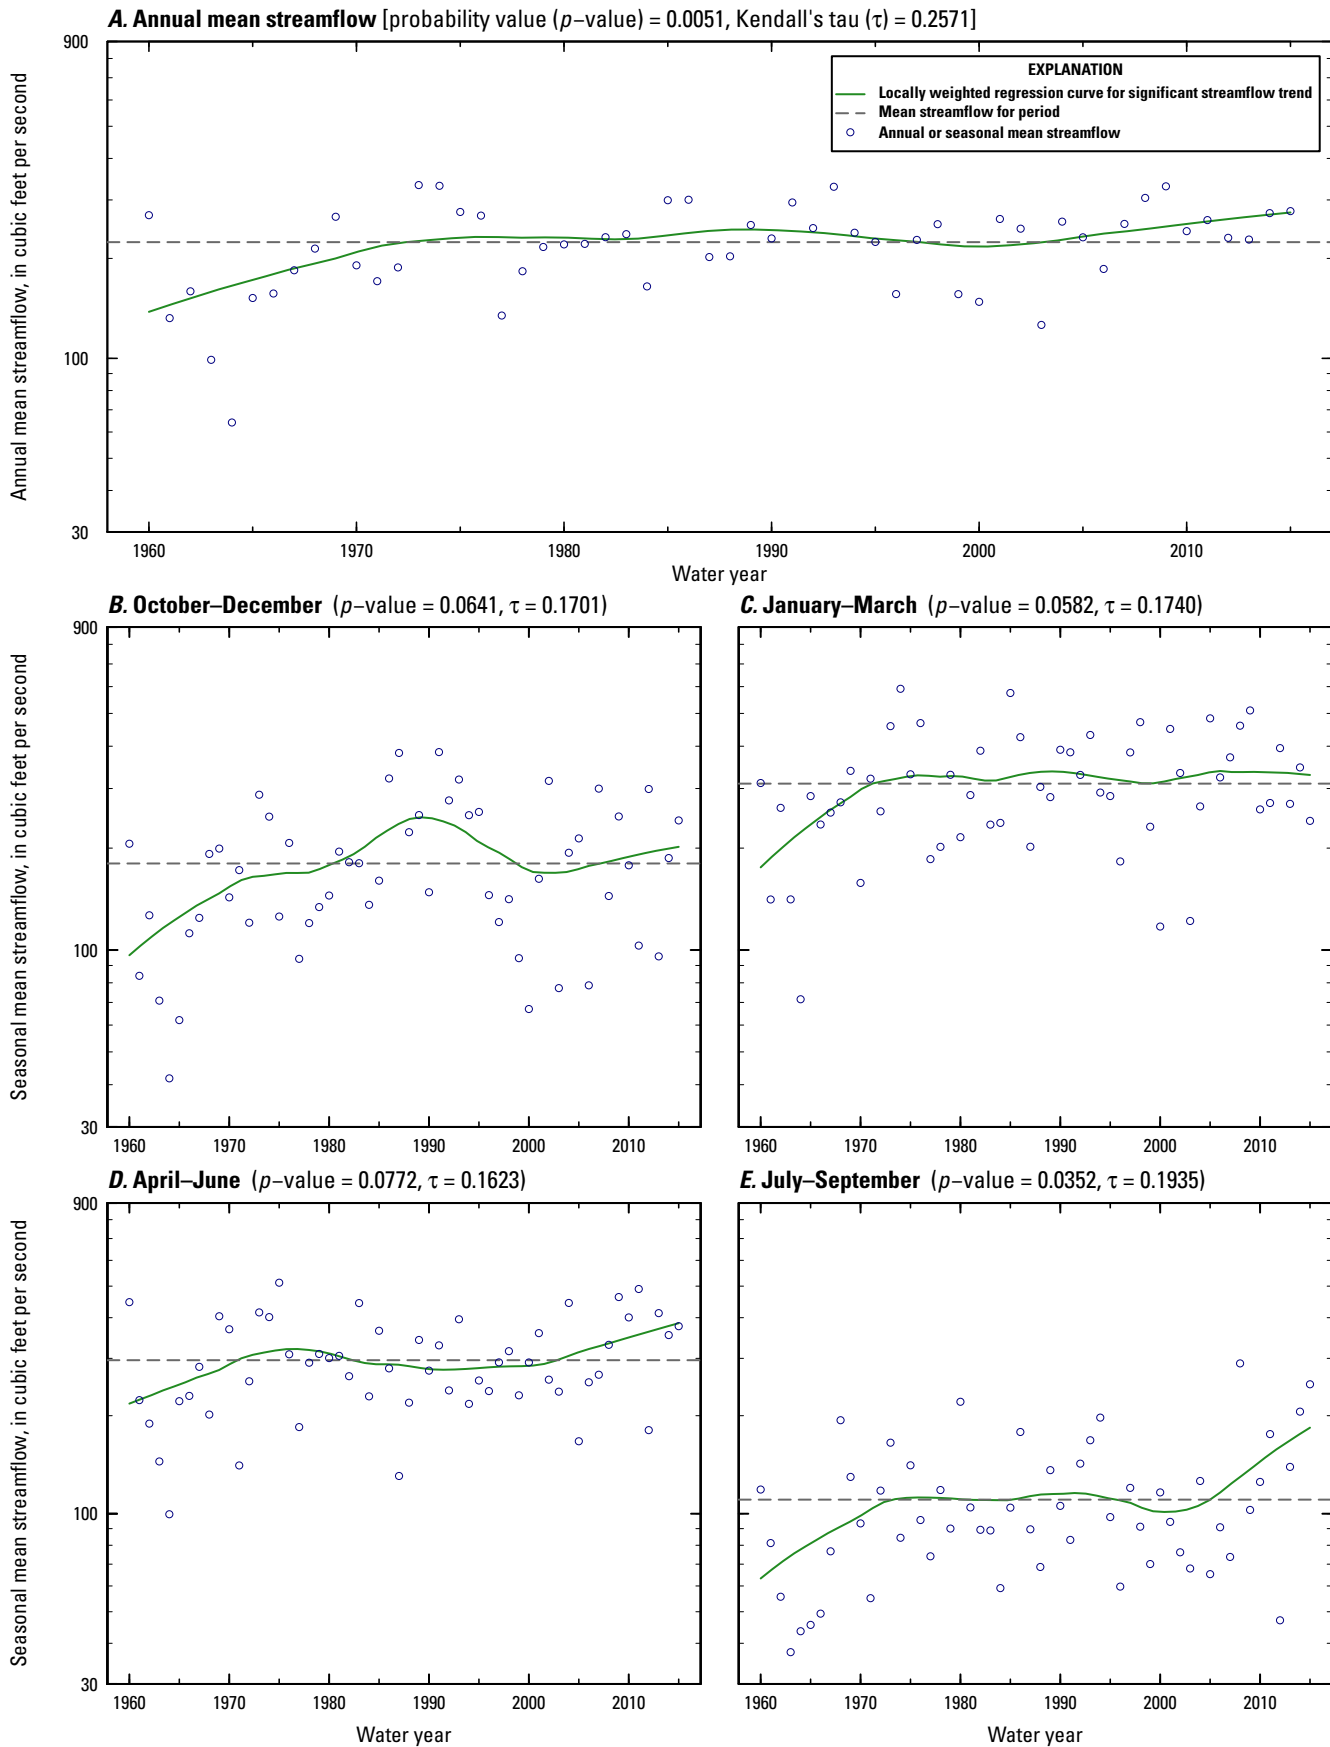 A. Annual mean streamflow [probability value (p−value) = 0.0051, Kendall's tau (τ) = 0.2571]
900
100
30
Annual mean streamflow, in cubic feet per second
EXPLANATION
Locally weighted regression curve for significant streamflow trend
Mean streamflow for period
Annual or seasonal mean streamflow
1960 1970 1980 1990 2000 2010
Water year
B. October–December (p−value = 0.0641, τ = 0.1701)
900
100
30
Seasonal mean streamflow, in cubic feet per second
1960 1970 1980 1990 2000 2010
C. January–March (p−value = 0.0582, τ = 0.1740)
1960 1970 1980 1990 2000 2010
D. April–June (p−value = 0.0772, τ = 0.1623)
900
100
30
Seasonal mean streamflow, in cubic feet per second
1960 1970 1980 1990 2000 2010
Water year
E. July–September (p−value = 0.0352, τ = 0.1935)
1960 1970 1980 1990 2000 2010
Water year